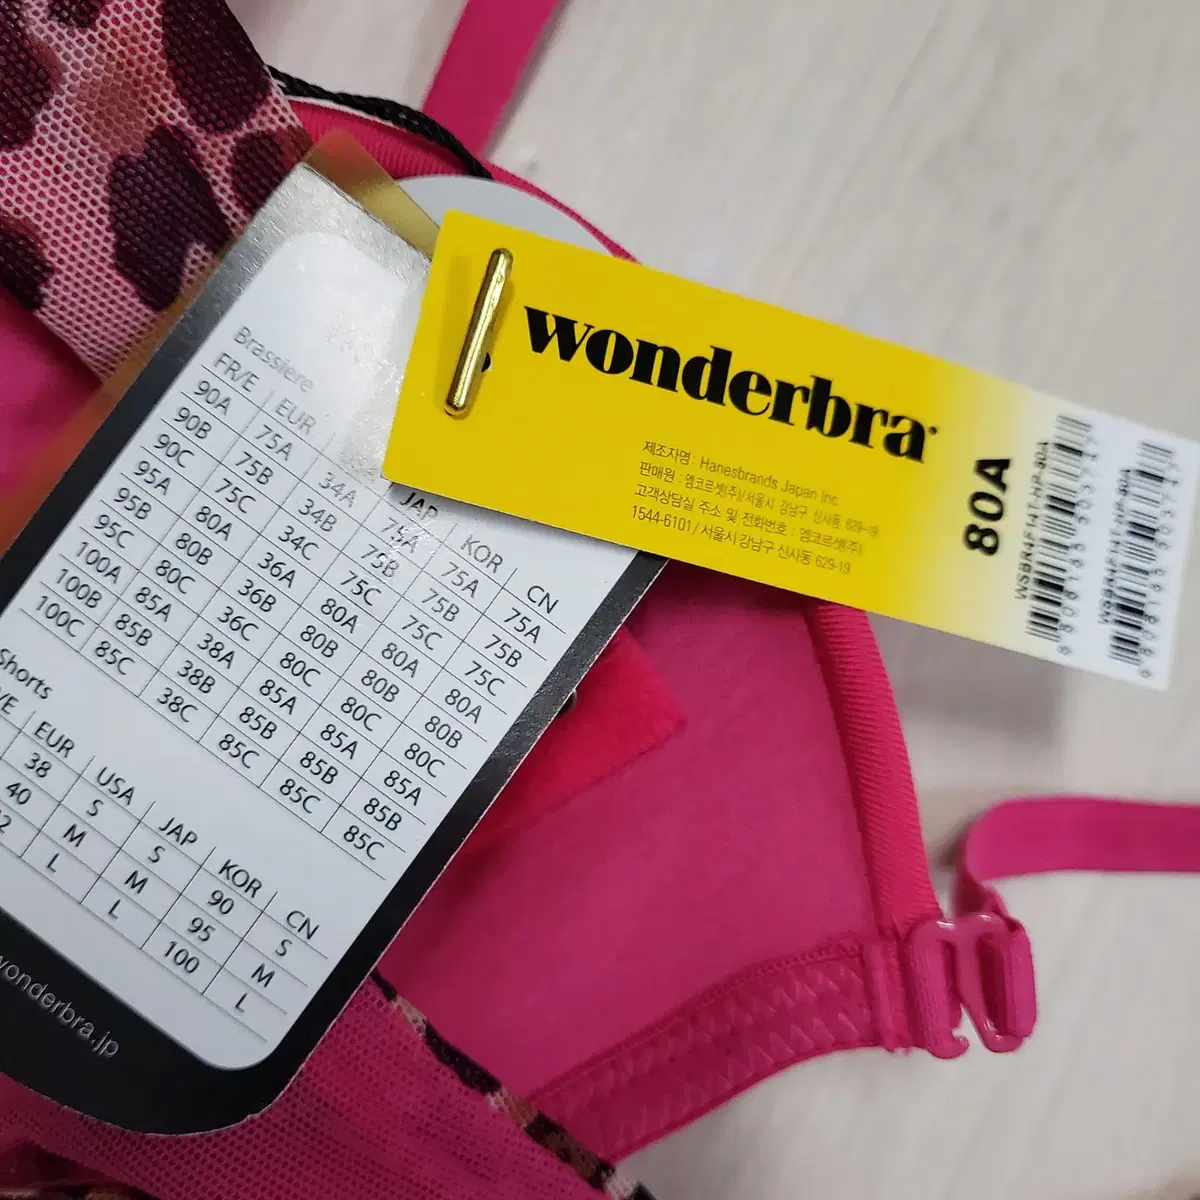 wonderbra
제조자명 : Hanesbrands Japan Inc
판매원 : 엠코르셋(주)/서울시 강남구 신사동 629-19
고객상담실 주소 및 전화번호 : 엠코르셋(주)
1544-6101 / 서울시 강남구 신사동 629-19
80A
Brassiere
FR/E EUR JAP KOR CN
90A 75A 34A 75A 75A 75A
90B 75B 34B 75B 75B 75B
90C 75C 34C 75C 75C 75C
95A 80A 36A 80A 80A 80A
95B 80B 36B 80B 80B 80B
95C 80C 36C 80C 80C 80C
100A 85A 38A 85A 85A 85A
100B 85B 38B 85B 85B 85B
100C 85C 38C 85C 85C 85C
Shorts
/E EUR USA JAP KOR CN
38 S S 90 S
40 M M 95 M
2 L L 100 L
wonderbra.jp